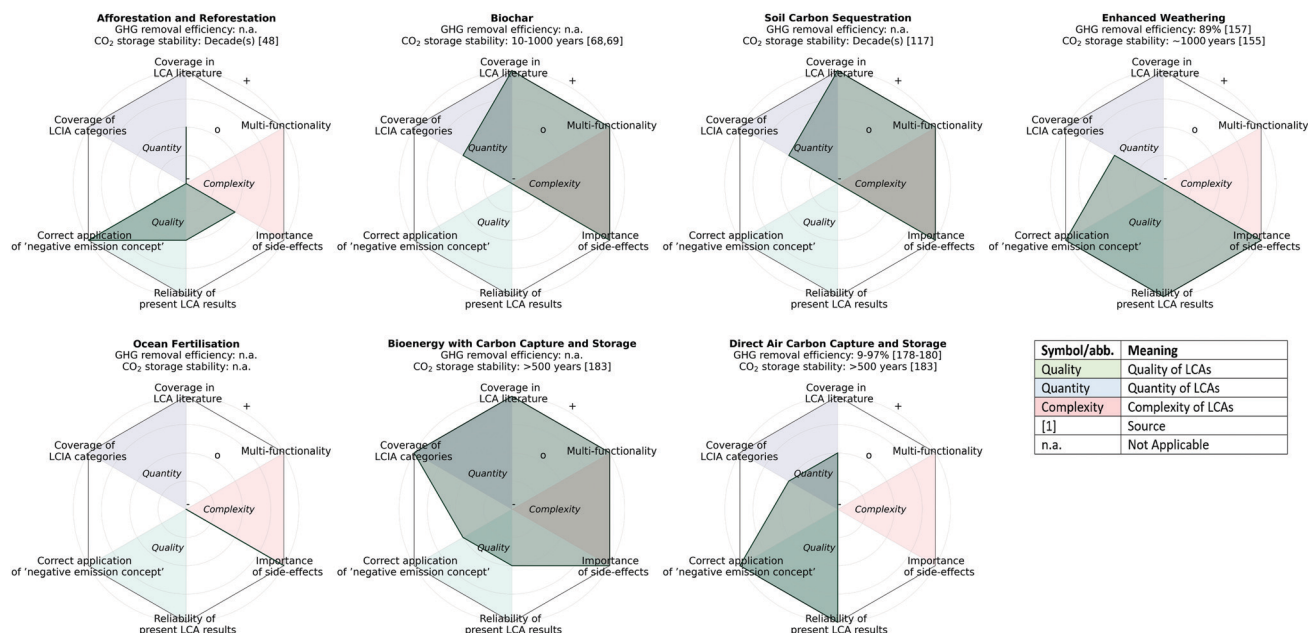 Afforestation and Reforestation
GHG removal efficiency: n.a.
CO₂ storage stability: Decade(s) [48]
Coverage in
LCA literature
+
Coverage of
LCIA categories
o
Multi-functionality
Quantity
-
Complexity
Quality
Correct application
of ‘negative emission concept’
Importance
of side-effects
Reliability of
present LCA results
Biochar
GHG removal efficiency: n.a.
CO₂ storage stability: 10-1000 years [68,69]
Coverage in
LCA literature
+
Coverage of
LCIA categories
o
Multi-functionality
Quantity
-
Complexity
Quality
Correct application
of ‘negative emission concept’
Importance
of side-effects
Reliability of
present LCA results
Soil Carbon Sequestration
GHG removal efficiency: n.a.
CO₂ storage stability: Decade(s) [117]
Coverage in
LCA literature
+
Coverage of
LCIA categories
o
Multi-functionality
Quantity
-
Complexity
Quality
Correct application
of ‘negative emission concept’
Importance
of side-effects
Reliability of
present LCA results
Enhanced Weathering
GHG removal efficiency: 89% [157]
CO₂ storage stability: ~1000 years [155]
Coverage in
LCA literature
+
Coverage of
LCIA categories
o
Multi-functionality
Quantity
-
Complexity
Quality
Correct application
of ‘negative emission concept’
Importance
of side-effects
Reliability of
present LCA results
Ocean Fertilisation
GHG removal efficiency: n.a.
CO₂ storage stability: n.a.
Coverage in
LCA literature
+
Coverage of
LCIA categories
o
Multi-functionality
Quantity
-
Complexity
Quality
Correct application
of ‘negative emission concept’
Importance
of side-effects
Reliability of
present LCA results
Bioenergy with Carbon Capture and Storage
GHG removal efficiency: n.a.
CO₂ storage stability: >500 years [183]
Coverage in
LCA literature
+
Coverage of
LCIA categories
o
Multi-functionality
Quantity
-
Complexity
Quality
Correct application
of ‘negative emission concept’
Importance
of side-effects
Reliability of
present LCA results
Direct Air Carbon Capture and Storage
GHG removal efficiency: 9-97% [178-180]
CO₂ storage stability: >500 years [183]
Coverage in
LCA literature
+
Coverage of
LCIA categories
o
Multi-functionality
Quantity
-
Complexity
Quality
Correct application
of ‘negative emission concept’
Importance
of side-effects
Reliability of
present LCA results
Symbol/abb. Meaning
Quality Quality of LCAs
Quantity Quantity of LCAs
Complexity Complexity of LCAs
[1] Source
n.a. Not Applicable